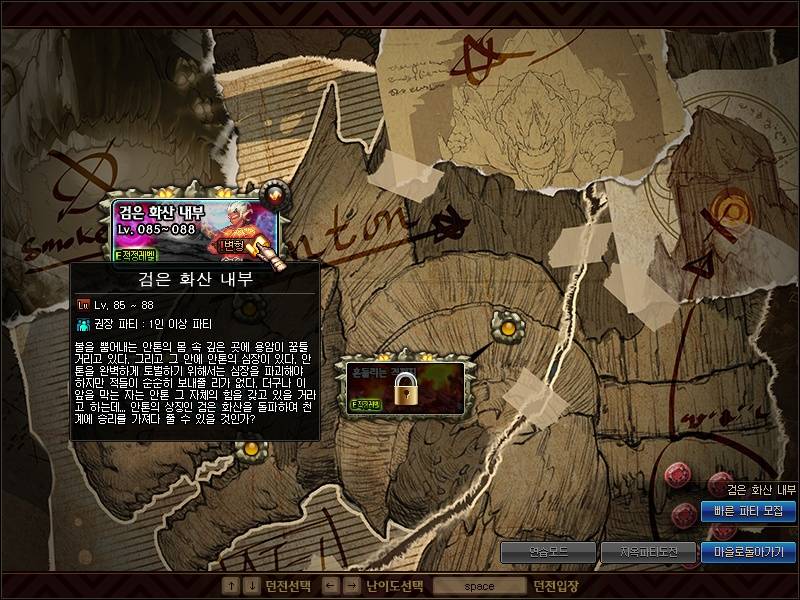 검은 화산 내부
Lv. 085~088
변형
적정레벨
검은 화산 내부
Lv. 85 ~ 88
권장 파티 : 1인 이상 파티
불을 뿜어내는 안톤의 몸 속 깊은 곳에 용암이 꿈틀
거리고 있다. 그리고 그 안에 안톤의 심장이 있다. 안
톤을 완벽하게 토벌하기 위해서는 심장을 파괴해야
하지만 적들이 순순히 보내줄 리가 없다. 더구나 이
앞을 막는 자는 안톤 그 자체의 힘을 갖고 있을 거라
고 하는데... 안톤의 상징인 검은 화산을 돌파하여 천
계에 승리를 가져다 줄 수 있을 것인가?
흔들리는
적정레벨
검은 화산 내부
빠른 파티 모집
연습모드
지옥파티도전
마을로돌아가기
↑ ↓ 던전선택 ← → 난이도선택 space 던전입장